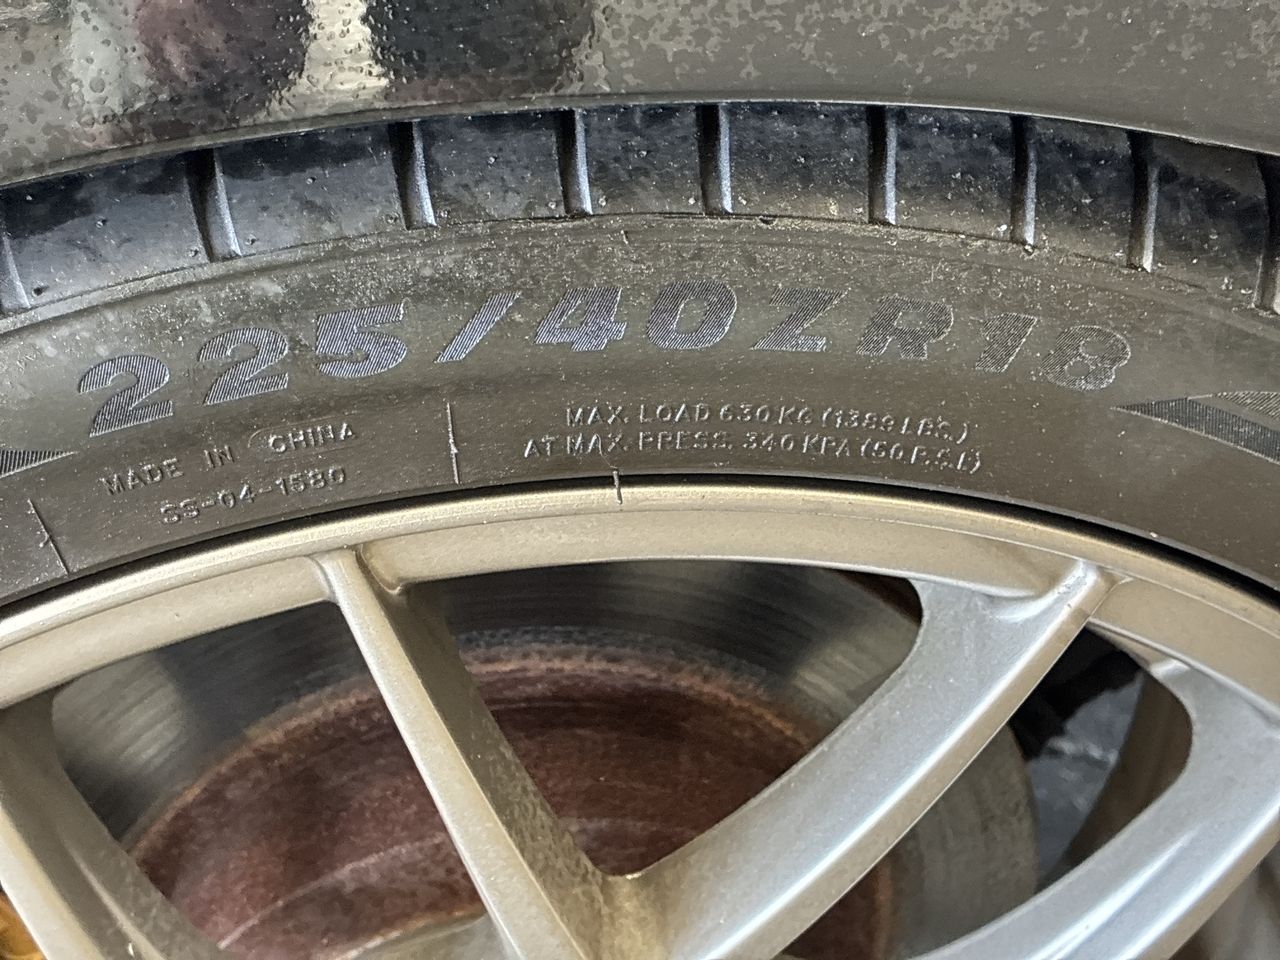 225/40ZR18
MADE IN CHINA
SS-04-1580
MAX. LOAD 630 KG (1389 LBS.)
AT MAX. PRESS. 340 KPA (50 P.S.I.)